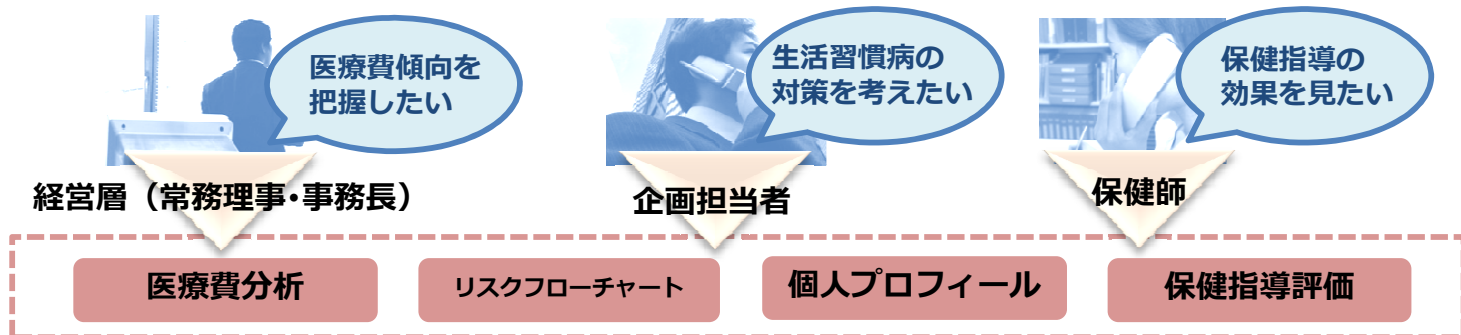 医療費傾向を
把握したい
生活習慣病の
対策を考えたい
保健指導の
効果を見たい
経営層（常務理事・事務長）
企画担当者
保健師
医療費分析
リスクフローチャート
個人プロフィール
保健指導評価